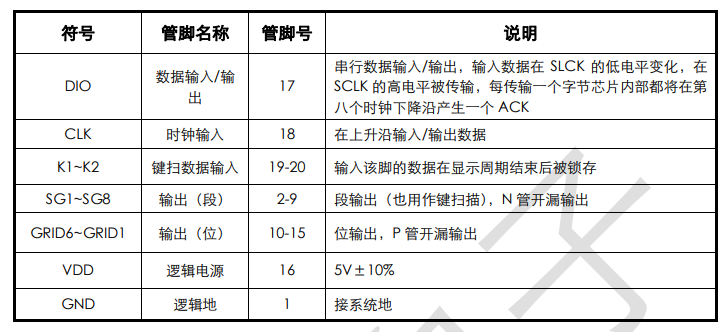 符号 管脚名称 管脚号 说明
DIO 数据输入/输出 17 串行数据输入/输出，输入数据在 SLCK 的低电平变化，在
SCLK 的高电平被传输，每传输一个字节芯片内部都将在第
八个时钟下降沿产生一个 ACK
CLK 时钟输入 18 在上升沿输入/输出数据
K1~K2 键扫数据输入 19-20 输入该脚的数据在显示周期结束后被锁存
SG1~SG8 输出（段） 2-9 段输出（也用作键扫描），N 管开漏输出
GRID6~GRID1 输出（位） 10-15 位输出，P 管开漏输出
VDD 逻辑电源 16 5V±10%
GND 逻辑地 1 接系统地